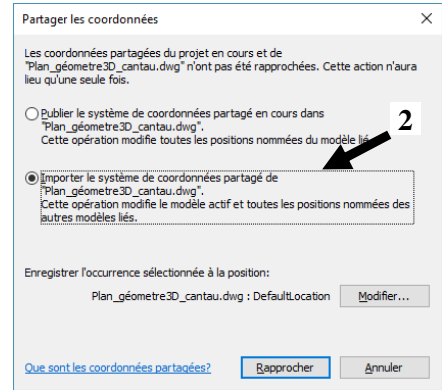 Partager les coordonnées
Les coordonnées partagées du projet en cours et de
"Plan_géometre3D_cantau.dwg" n'ont pas été rapprochées. Cette action n'aura
lieu qu'une seule fois.
Publier le système de coordonnées partagé en cours dans
"Plan_géometre3D_cantau.dwg".
Cette opération modifie toutes les positions nommées du modèle lié.
2
Importer le système de coordonnées partagé de
"Plan_géometre3D_cantau.dwg".
Cette opération modifie le modèle actif et toutes les positions nommées des
autres modèles liés.
Enregistrer l'occurrence sélectionnée à la position:
Plan_géometre3D_cantau.dwg : DefaultLocation
Modifier...
Que sont les coordonnées partagées?
Rapprocher
Annuler